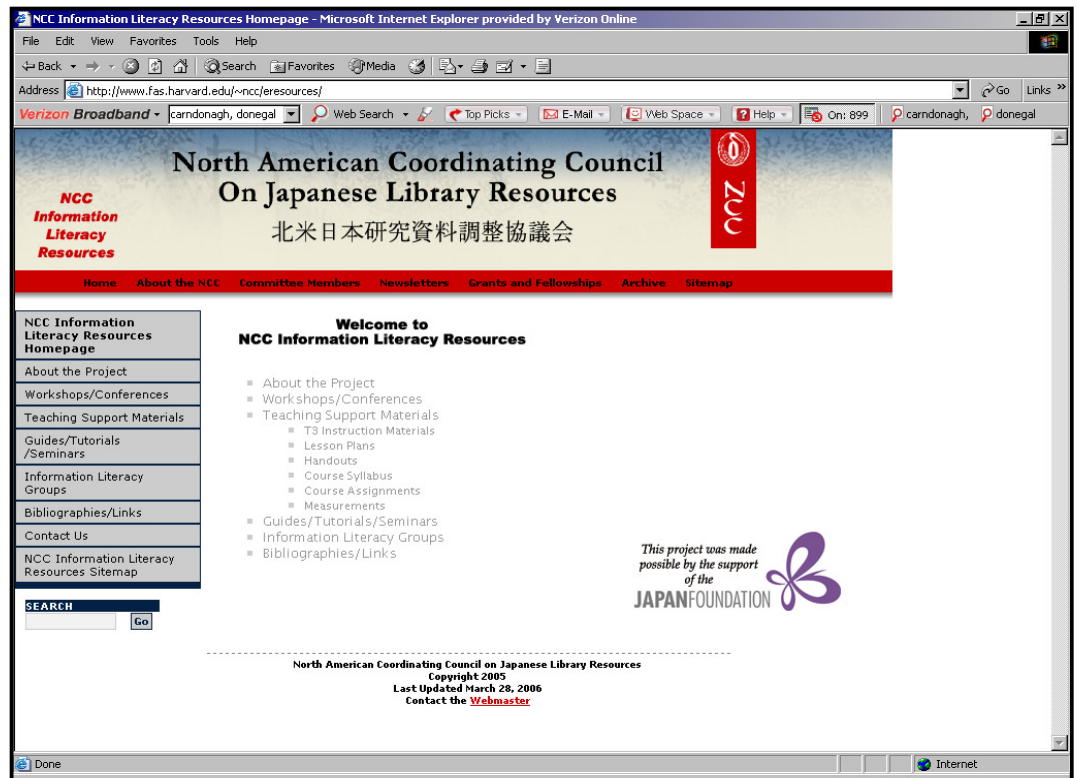 NCC Information Literacy Resources Homepage - Microsoft Internet Explorer provided by Verizon Online
File Edit View Favorites Tools Help
Back Search Favorites Media
Address http://www.fas.harvard.edu/~ncc/eresources/ Go Links »
Verizon Broadband carndonagh, donegal Web Search Top Picks E-Mail Web Space Help On: 899 carndonagh, donegal
North American Coordinating Council
On Japanese Library Resources
北米日本研究資料調整協議会
NCC
Information
Literacy
Resources
NCC
Home About the NCC Committee Members Newsletters Grants and Fellowships Archive Sitemap
NCC Information
Literacy Resources
Homepage
About the Project
Workshops/Conferences
Teaching Support Materials
Guides/Tutorials
/Seminars
Information Literacy
Groups
Bibliographies/Links
Contact Us
NCC Information Literacy
Resources Sitemap
SEARCH
Go
Welcome to
NCC Information Literacy Resources
About the Project
Workshops/Conferences
Teaching Support Materials
T3 Instruction Materials
Lesson Plans
Handouts
Course Syllabus
Course Assignments
Measurements
Guides/Tutorials/Seminars
Information Literacy Groups
Bibliographies/Links
This project was made
possible by the support
of the
JAPANFOUNDATION
North American Coordinating Council on Japanese Library Resources
Copyright 2005
Last Updated March 28, 2006
Contact the Webmaster
Done Internet